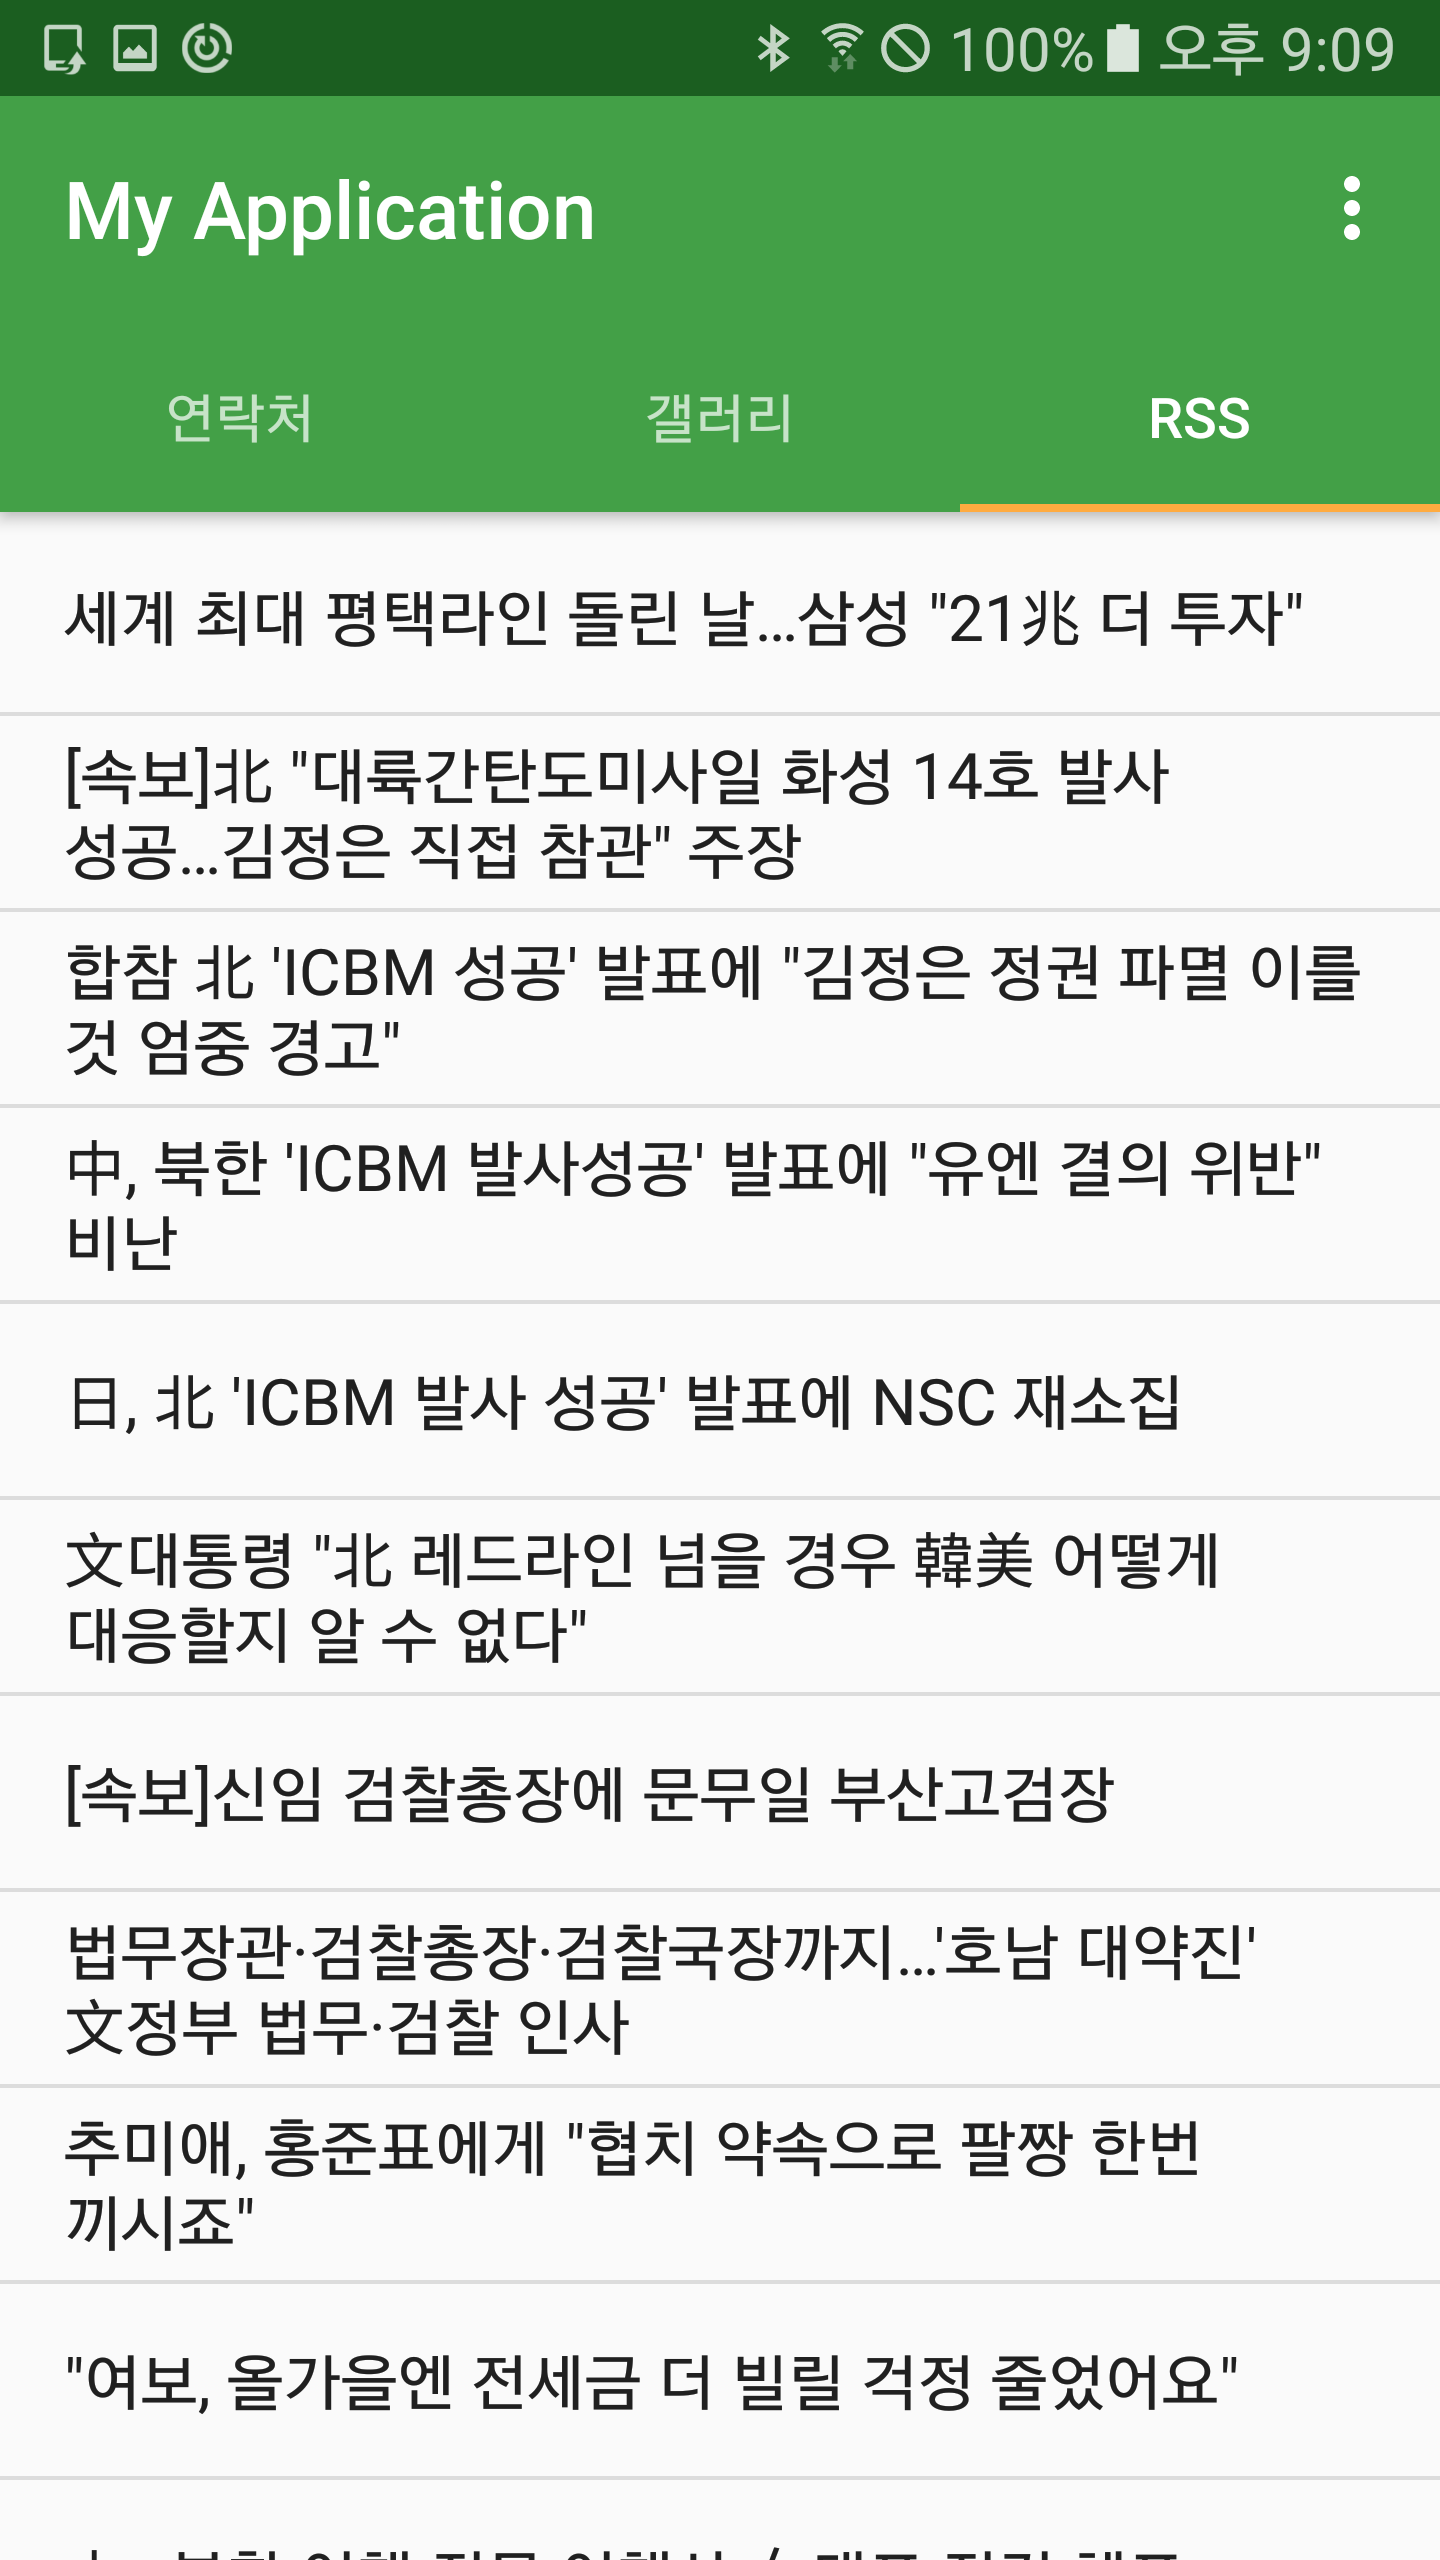 100% 오후 9:09
My Application
연락처 갤러리 RSS
세계 최대 평택라인 돌린 날...삼성 "21兆 더 투자"
[속보]北 "대륙간탄도미사일 화성 14호 발사
성공...김정은 직접 참관" 주장
합참 北 'ICBM 성공' 발표에 "김정은 정권 파멸 이를
것 엄중 경고"
中, 북한 'ICBM 발사성공' 발표에 "유엔 결의 위반"
비난
日, 北 'ICBM 발사 성공' 발표에 NSC 재소집
文대통령 "北 레드라인 넘을 경우 韓美 어떻게
대응할지 알 수 없다"
[속보]신임 검찰총장에 문무일 부산고검장
법무장관·검찰총장·검찰국장까지...'호남 대약진'
文정부 법무·검찰 인사
추미애, 홍준표에게 "협치 약속으로 팔짱 한번
끼시죠"
"여보, 올가을엔 전세금 더 빌릴 걱정 줄었어요"